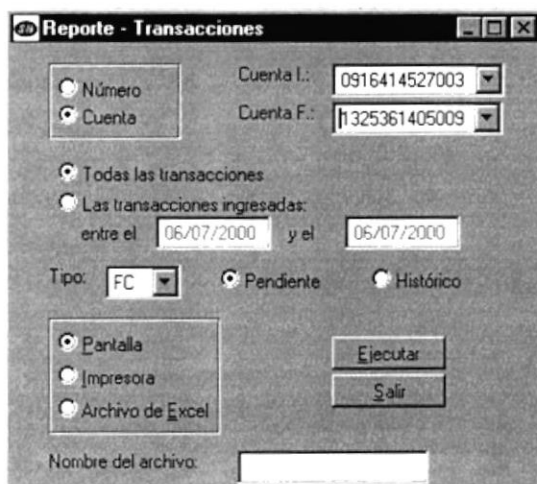 Reporte - Transacciones
Número
Cuenta
Cuenta I.: 0916414527003
Cuenta F.: 1325361405009
Todas las transacciones
Las transacciones ingresadas:
entre el 06/07/2000 y el 06/07/2000
Tipo: FC Pendiente Histórico
Pantalla
Impresora
Archivo de Excel
Ejecutar
Salir
Nombre del archivo: